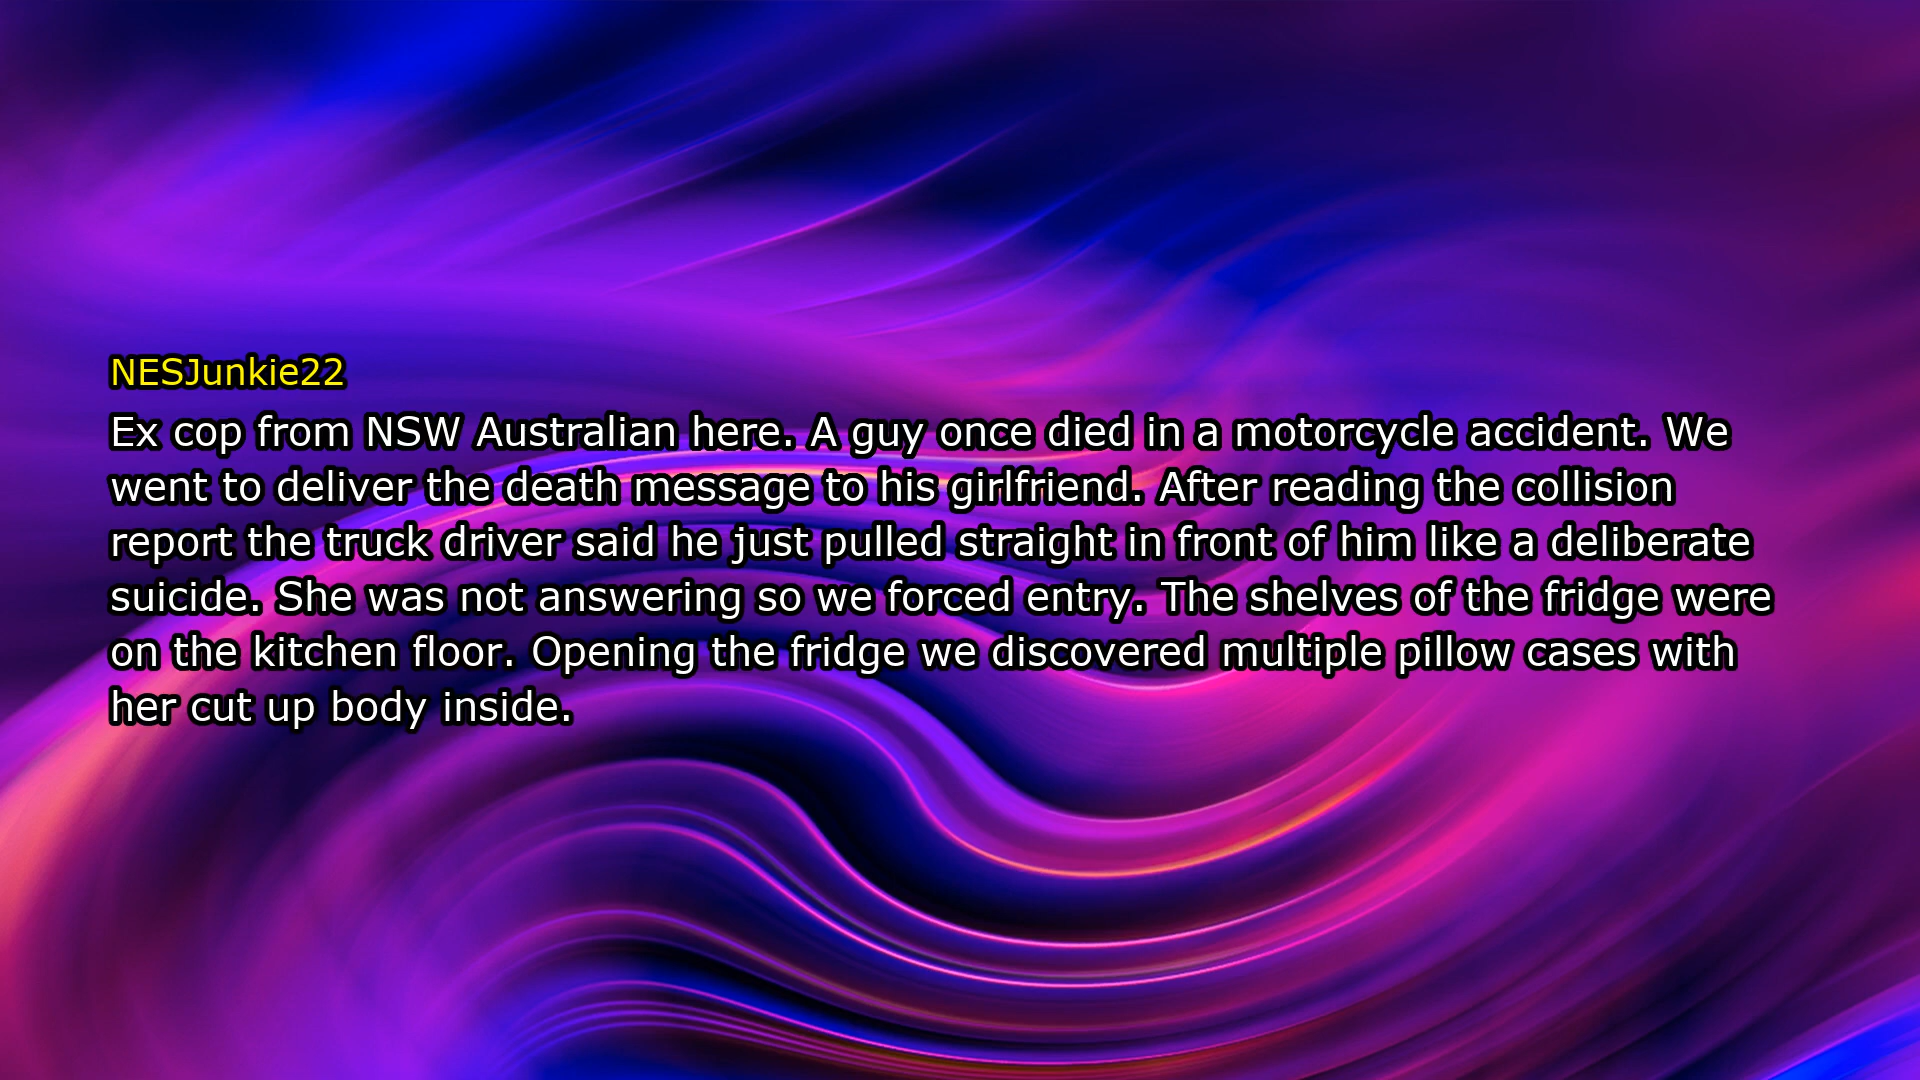 NESJunkie22
Ex cop from NSW Australian here. A guy once died in a motorcycle accident. We
went to deliver the death message to his girlfriend. After reading the collision
report the truck driver said he just pulled straight in front of him like a deliberate
suicide. She was not answering so we forced entry. The shelves of the fridge were
on the kitchen floor. Opening the fridge we discovered multiple pillow cases with
her cut up body inside.